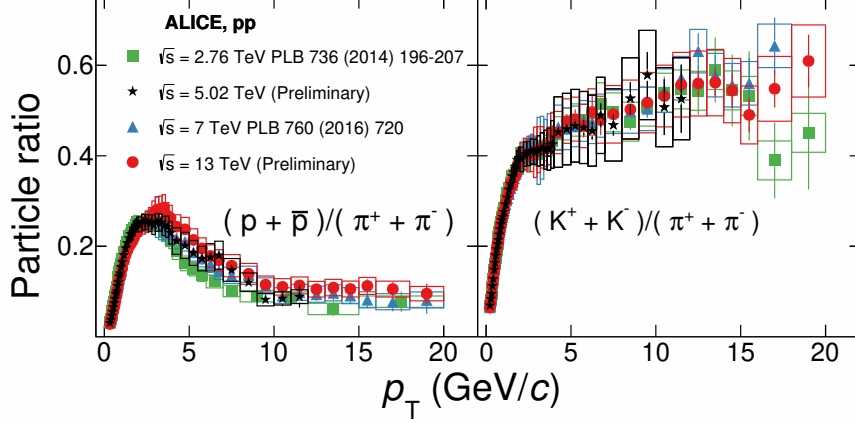 ALICE, pp
√s = 2.76 TeV PLB 736 (2014) 196-207
√s = 5.02 TeV (Preliminary)
√s = 7 TeV PLB 760 (2016) 720
√s = 13 TeV (Preliminary)
Particle ratio
0.6
0.4
0.2
(p + p̅)/(π⁺ + π⁻)
(K⁺ + K⁻)/(π⁺ + π⁻)
0 5 10 15 20 0 5 10 15 20
p_T (GeV/c)